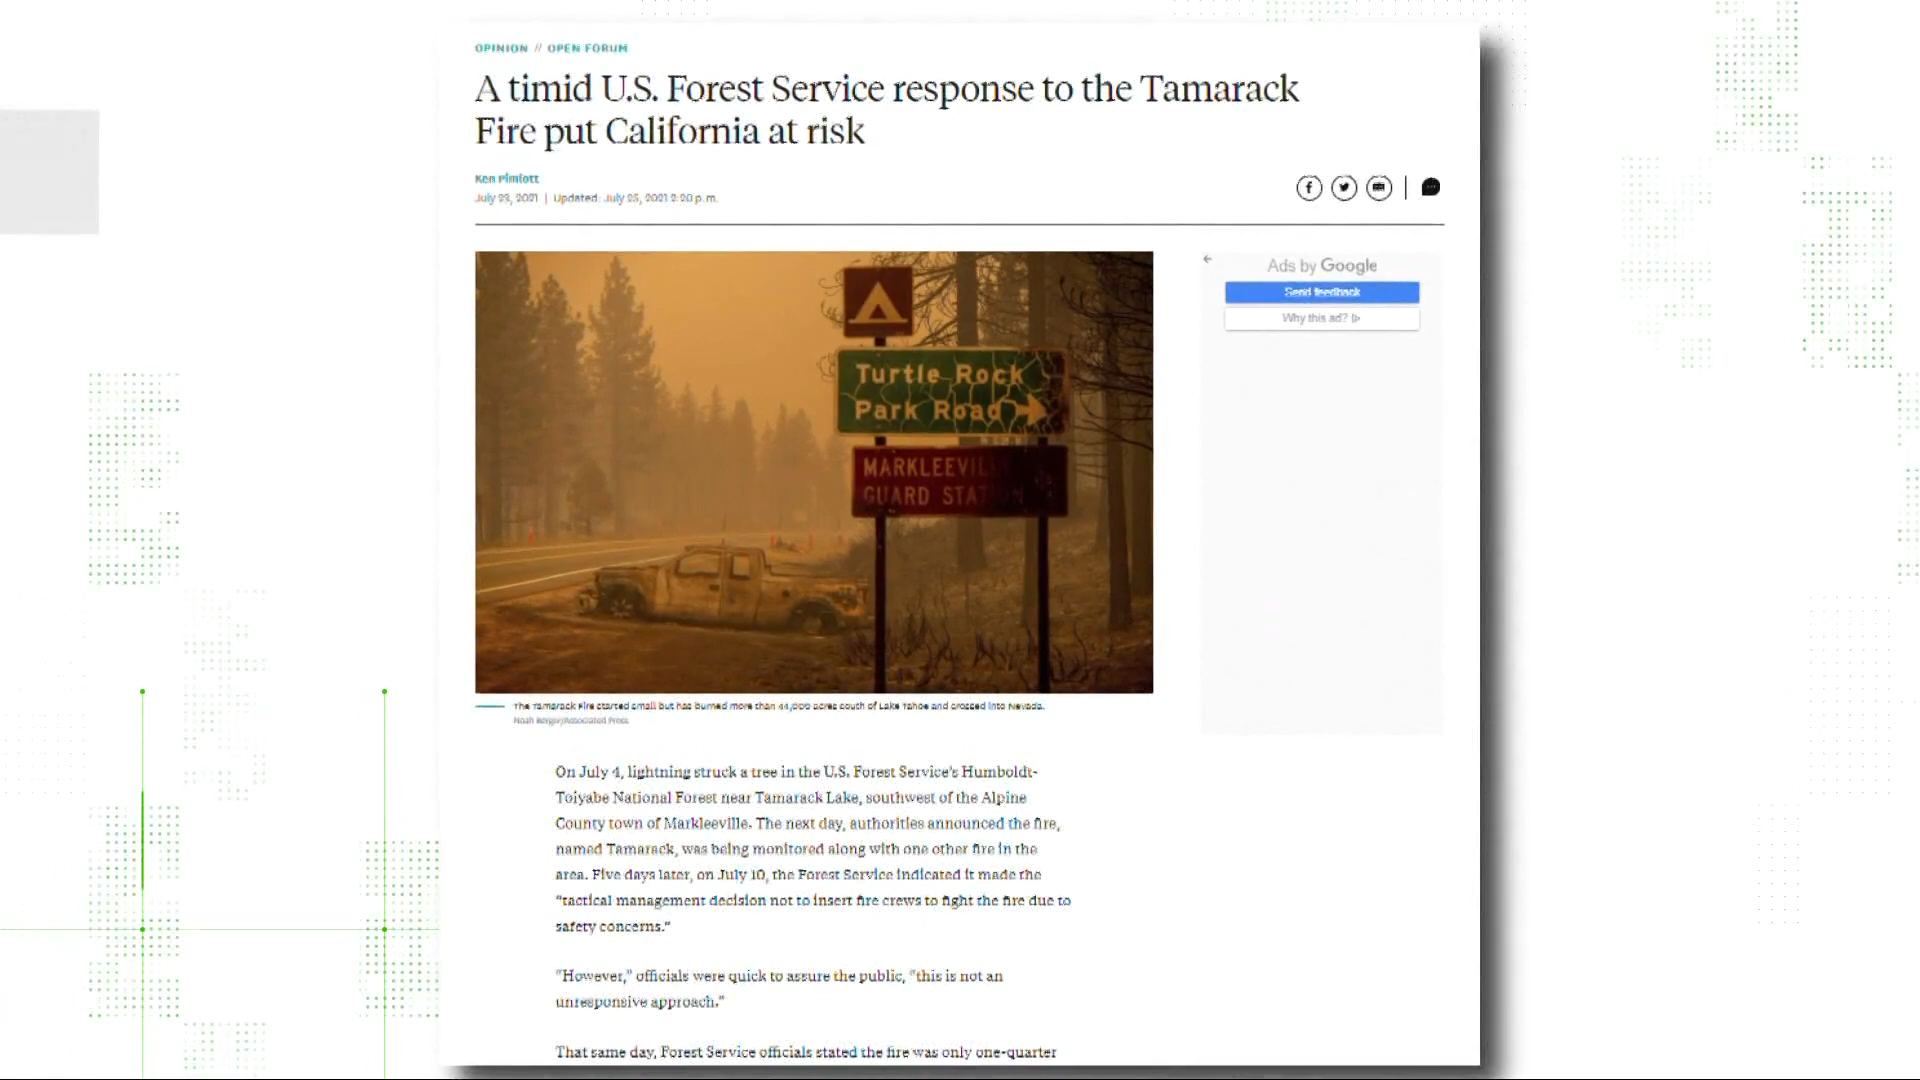 OPINION // OPEN FORUM
A timid U.S. Forest Service response to the Tamarack
Fire put California at risk
Ken Pimlott
July 23, 2021 | Updated: July 25, 2021 2:20 p.m.
Ads by Google
Send feedback
Why this ad?
Turtle Rock
Park Road
MARKLEEVIL
GUARD STATION
The Tamarack Fire started small but has burned more than 44,000 acres south of Lake Tahoe and crossed into Nevada.
Noah Berger/Associated Press
On July 4, lightning struck a tree in the U.S. Forest Service's Humboldt-
Toiyabe National Forest near Tamarack Lake, southwest of the Alpine
County town of Markleeville. The next day, authorities announced the fire,
named Tamarack, was being monitored along with one other fire in the
area. Five days later, on July 10, the Forest Service indicated it made the
"tactical management decision not to insert fire crews to fight the fire due to
safety concerns."
"However," officials were quick to assure the public, "this is not an
unresponsive approach."
That same day, Forest Service officials stated the fire was only one-quarter